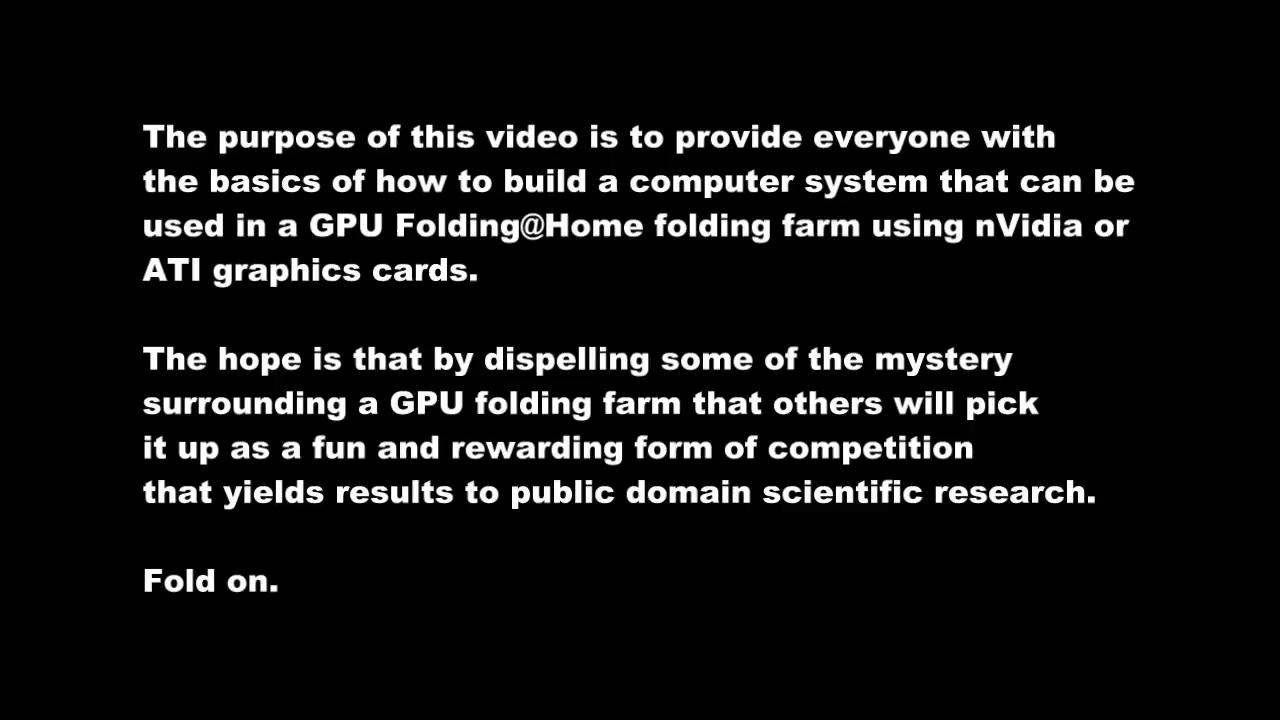 The purpose of this video is to provide everyone with
the basics of how to build a computer system that can be
used in a GPU Folding@Home folding farm using nVidia or
ATI graphics cards.
The hope is that by dispelling some of the mystery
surrounding a GPU folding farm that others will pick
it up as a fun and rewarding form of competition
that yields results to public domain scientific research.
Fold on.